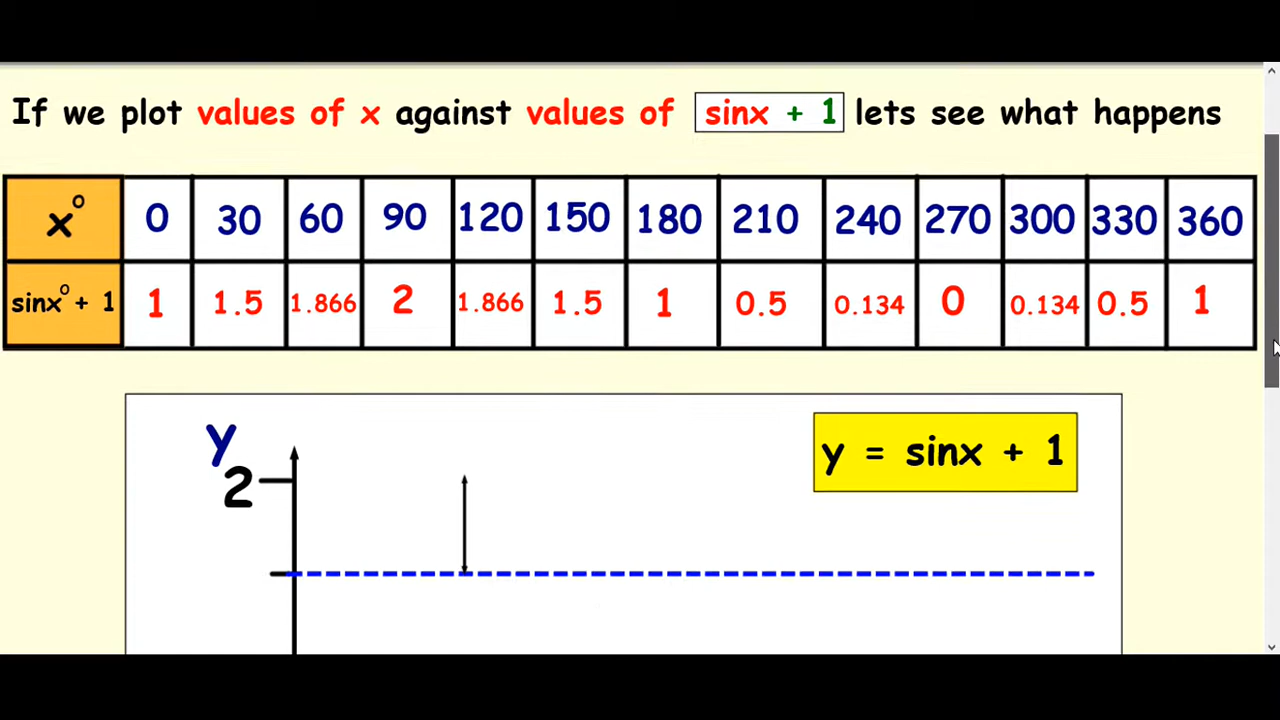 If we plot values of x against values of sinx + 1 lets see what happens
x° 0 30 60 90 120 150 180 210 240 270 300 330 360
sinx° + 1 1 1.5 1.866 2 1.866 1.5 1 0.5 0.134 0 0.134 0.5 1
y
2
y = sinx + 1